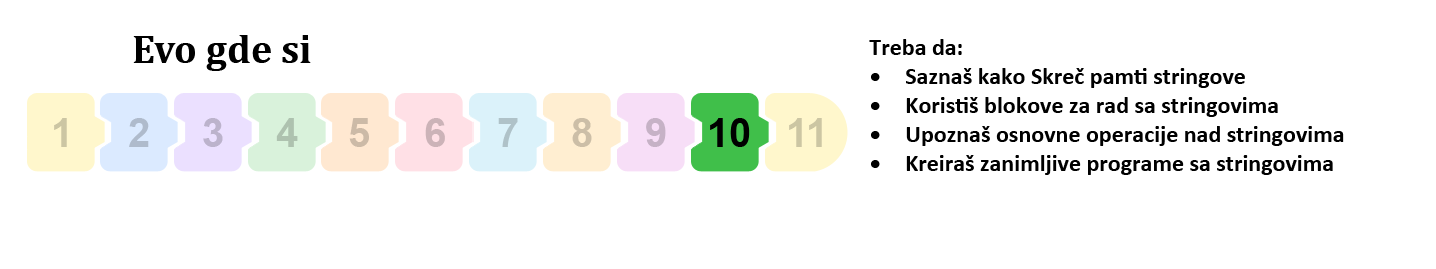 Evo gde si
1 2 3 4 5 6 7 8 9 10 11
Treba da:
• Saznaš kako Skreč pamti stringove
• Koristiš blokove za rad sa stringovima
• Upoznaš osnovne operacije nad stringovima
• Kreiraš zanimljive programe sa stringovima